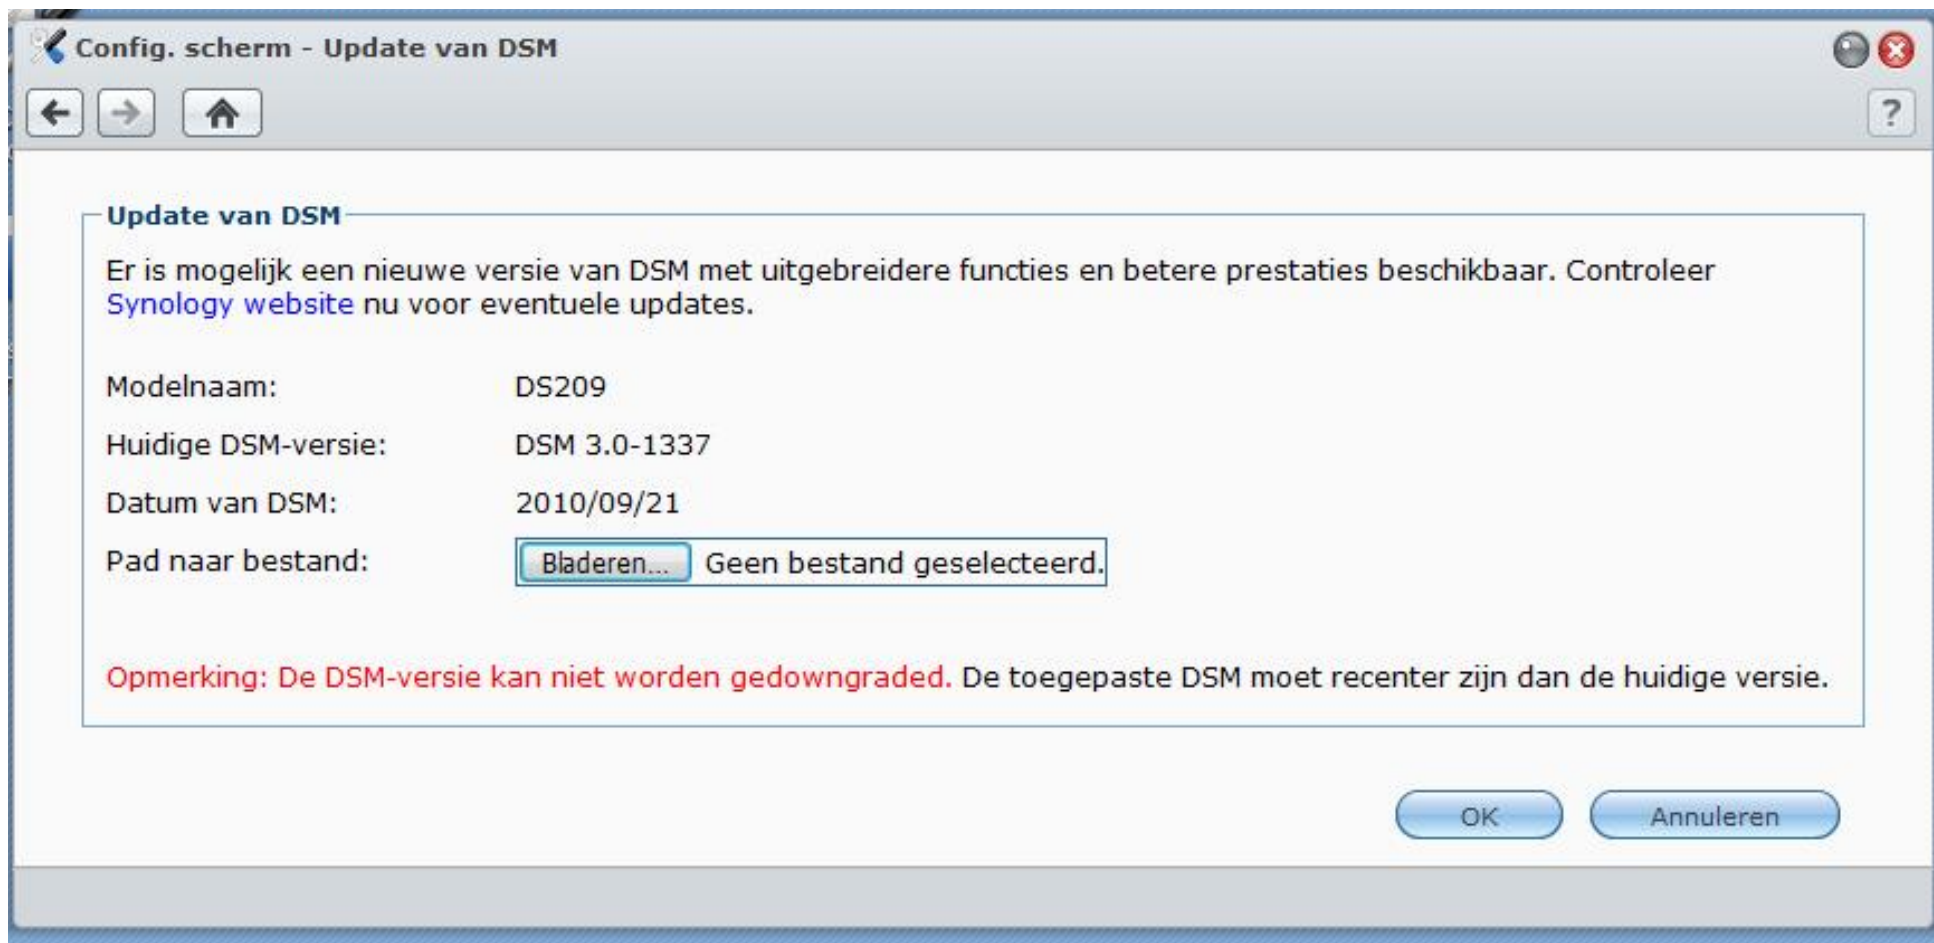 Config. scherm - Update van DSM
?
Update van DSM
Er is mogelijk een nieuwe versie van DSM met uitgebreidere functies en betere prestaties beschikbaar. Controleer
Synology website nu voor eventuele updates.
Modelnaam: DS209
Huidige DSM-versie: DSM 3.0-1337
Datum van DSM: 2010/09/21
Pad naar bestand: Bladeren... Geen bestand geselecteerd.
Opmerking: De DSM-versie kan niet worden gedowngraded. De toegepaste DSM moet recenter zijn dan de huidige versie.
OK Annuleren